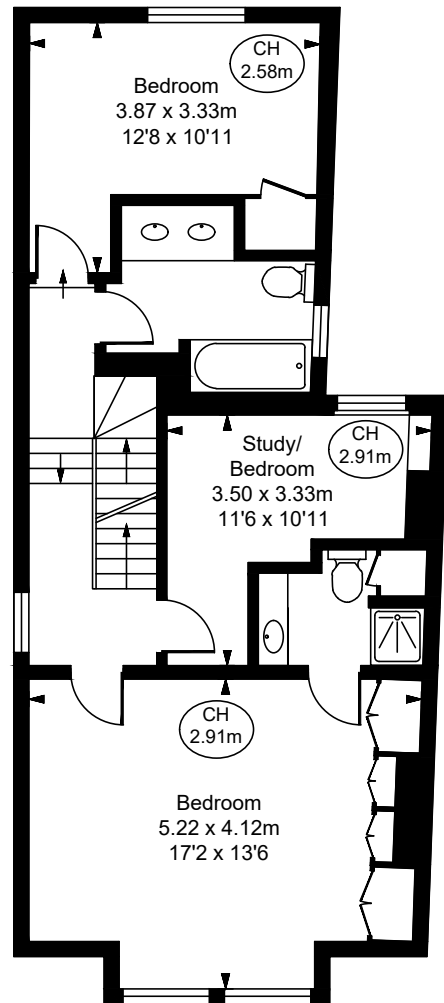 CH
2.58m
Bedroom
3.87 x 3.33m
12'8 x 10'11
Study/
Bedroom
3.50 x 3.33m
11'6 x 10'11
CH
2.91m
CH
2.91m
Bedroom
5.22 x 4.12m
17'2 x 13'6